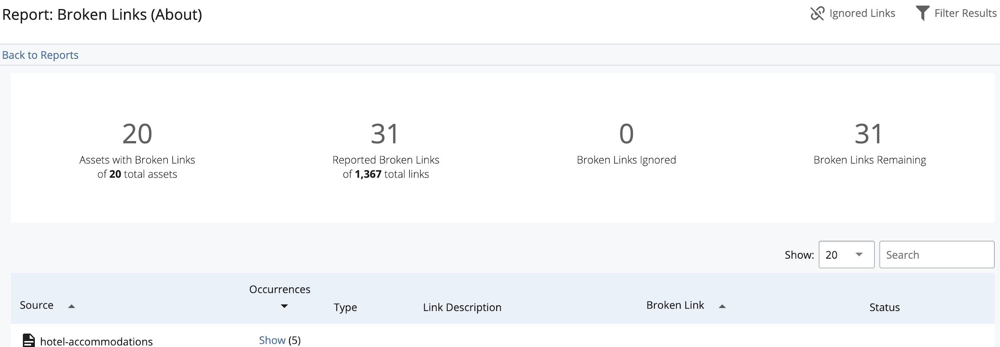 Report: Broken Links (About)
Ignored Links
Filter Results
Back to Reports
20
Assets with Broken Links
of 20 total assets
31
Reported Broken Links
of 1,367 total links
0
Broken Links Ignored
31
Broken Links Remaining
Show: 20
Search
Source
Occurrences
Type
Link Description
Broken Link
Status
hotel-accommodations
Show (5)